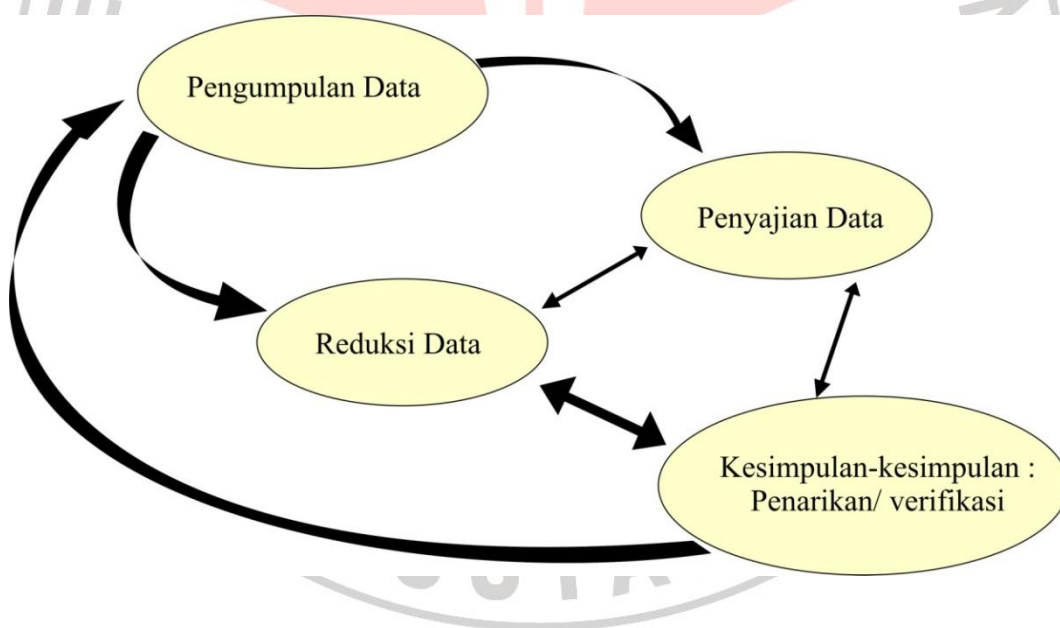 Pengumpulan Data
Penyajian Data
Reduksi Data
Kesimpulan-kesimpulan :
Penarikan/ verifikasi